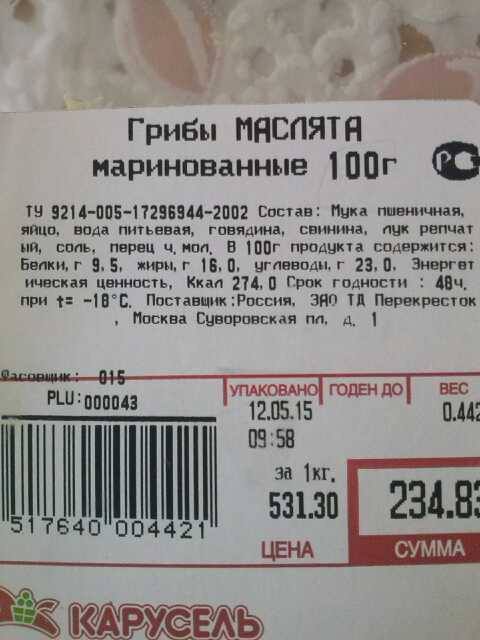 Грибы МАСЛЯТА
маринованные 100г
РС
ТУ 9214-005-17296944-2002 Состав: Мука пшеничная,
яйцо, вода питьевая, говядина, свинина, лук репчат
ый, соль, перец ч.мол. В 100г продукта содержится:
Белки,г 9,5, жиры,г 16,0, углеводы,г 23,0, Энергет
ическая ценность, Ккал 274,0 Срок годности : 48ч.
при t= -18°С. Поставщик:Россия, ЗАО ТД Перекресток
, Москва Суворовская пл, д. 1
Фасовщик: 015
PLU:000043
УПАКОВАНО ГОДЕН ДО ВЕС
12.05.15 0.442
09:58
за 1кг.
531.30 234.83
517640 004421
ЦЕНА СУММА
КАРУСЕЛЬ